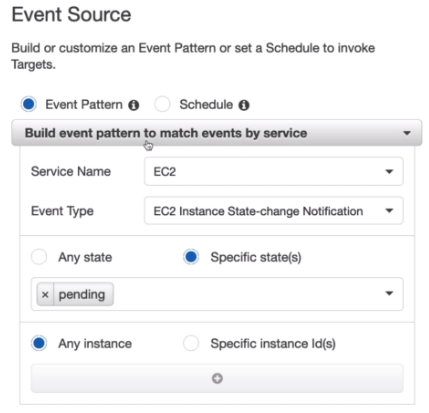 Event Source
Build or customize an Event Pattern or set a Schedule to invoke
Targets.
Event Pattern Schedule
Build event pattern to match events by service
Service Name EC2
Event Type EC2 Instance State-change Notification
Any state Specific state(s)
× pending
Any instance Specific instance Id(s)